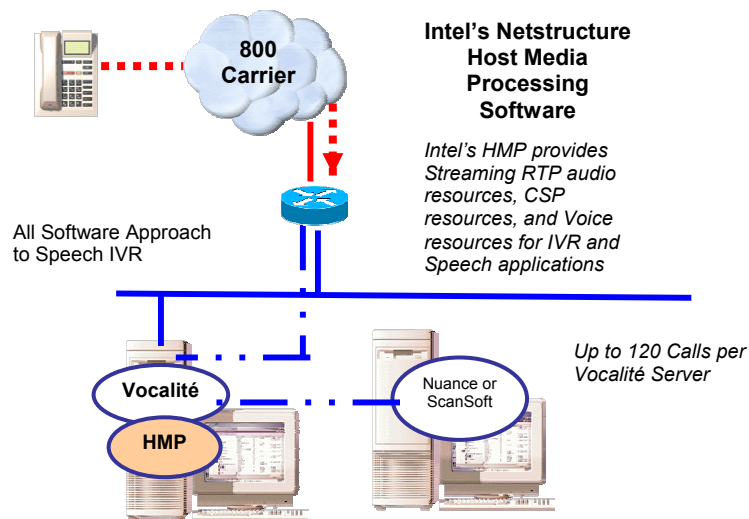 800
Carrier
Intel's Netstructure
Host Media
Processing
Software
Intel's HMP provides
Streaming RTP audio
resources, CSP
resources, and Voice
resources for IVR and
Speech applications
All Software Approach
to Speech IVR
Up to 120 Calls per
Vocalité Server
Vocalité
HMP
Nuance or
ScanSoft